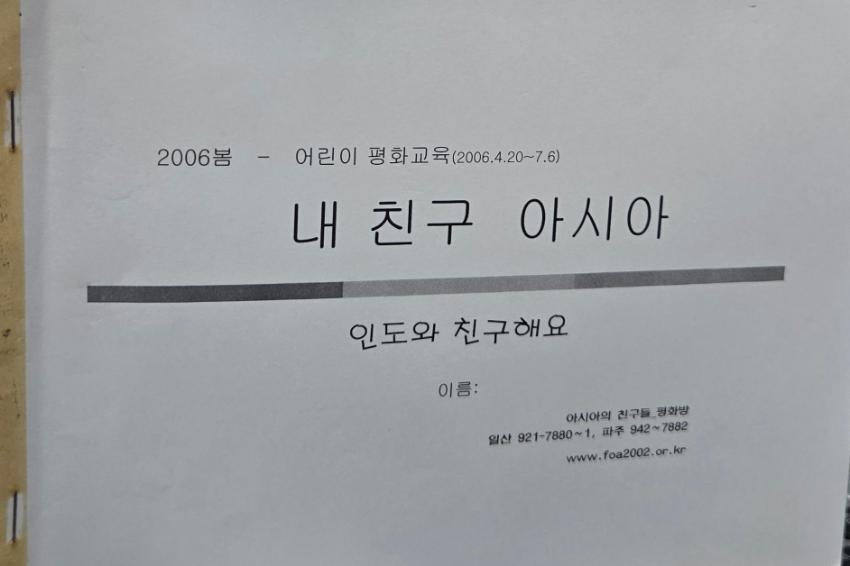 2006봄 - 어린이 평화교육(2006.4.20~7.6)
내 친구 아시아
인도와 친구해요
이름:
아시아의 친구들_평화방
일산 921-7880~1, 파주 942~7882
www.foa2002.or.kr